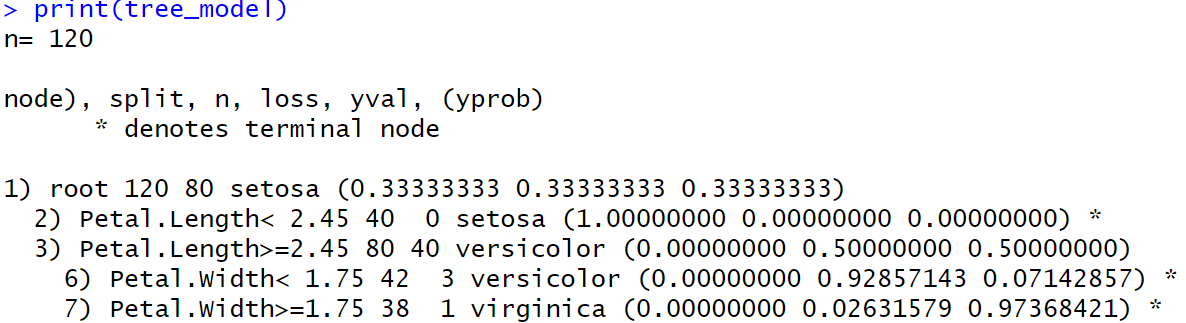 > print(tree_model)
n= 120
node), split, n, loss, yval, (yprob)
* denotes terminal node
1) root 120 80 setosa (0.33333333 0.33333333 0.33333333)
2) Petal.Length< 2.45 40  0 setosa (1.00000000 0.00000000 0.00000000) *
3) Petal.Length>=2.45 80 40 versicolor (0.00000000 0.50000000 0.50000000)
6) Petal.Width< 1.75 42  3 versicolor (0.00000000 0.92857143 0.07142857) *
7) Petal.Width>=1.75 38  1 virginica (0.00000000 0.02631579 0.97368421) *